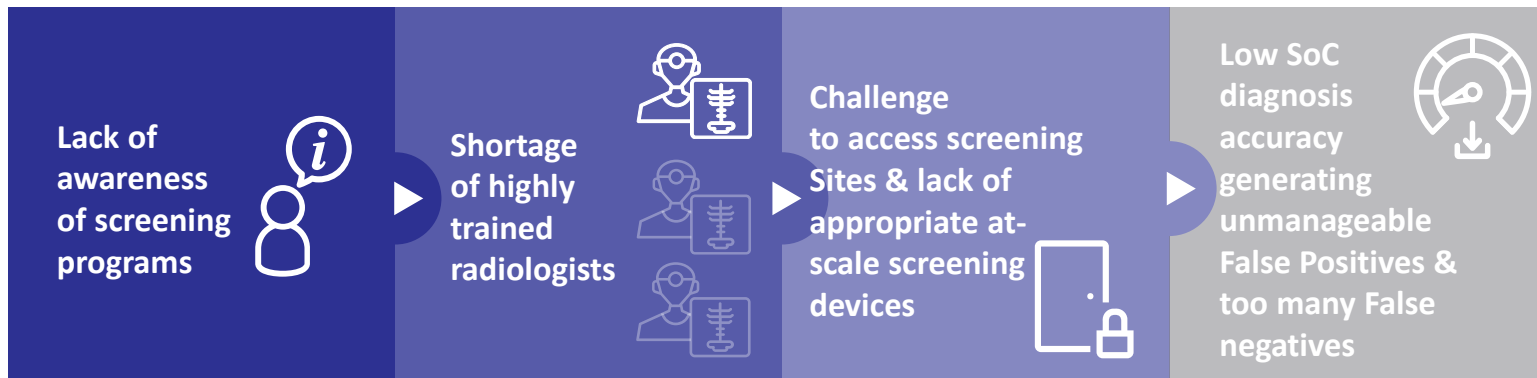 Lack of
awareness
of screening
programs
i
Shortage
of highly
trained
radiologists
Challenge
to access screening
Sites & lack of
appropriate at-
scale screening
devices
Low SoC
diagnosis
accuracy
generating
unmanageable
False Positives &
too many False
negatives